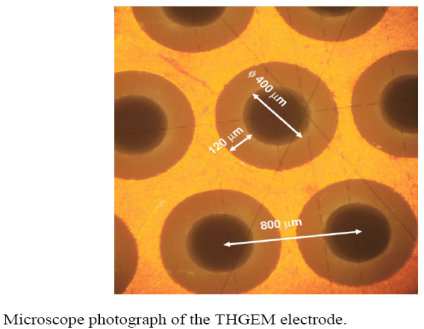 ø 400 μm
120 μm
800 μm
Microscope photograph of the THGEM electrode.